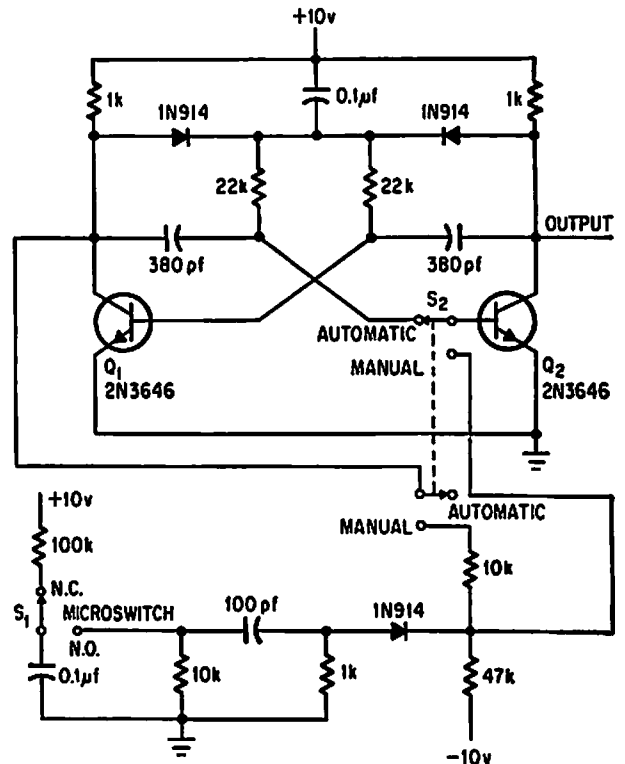 +10v
1k
0.1μf
1k
1N914
1N914
22k
22k
OUTPUT
380pf
380pf
S2
AUTOMATIC
MANUAL
Q1
2N3646
Q2
2N3646
+10v
AUTOMATIC
100k
MANUAL
N.C.
10k
S1
MICROSWITCH
100pf
1N914
N.O.
0.1μf
10k
1k
47k
-10v